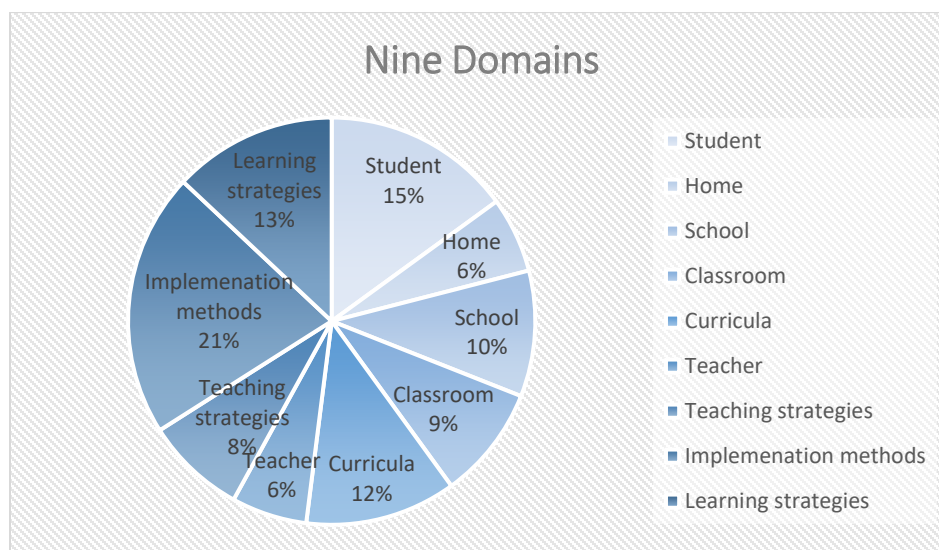 Nine Domains
Student
15%
Home
6%
School
10%
Classroom
9%
Curricula
12%
Teacher
6%
Teaching
strategies
8%
Implemenation
methods
21%
Learning
strategies
13%
Student
Home
School
Classroom
Curricula
Teacher
Teaching strategies
Implemenation methods
Learning strategies